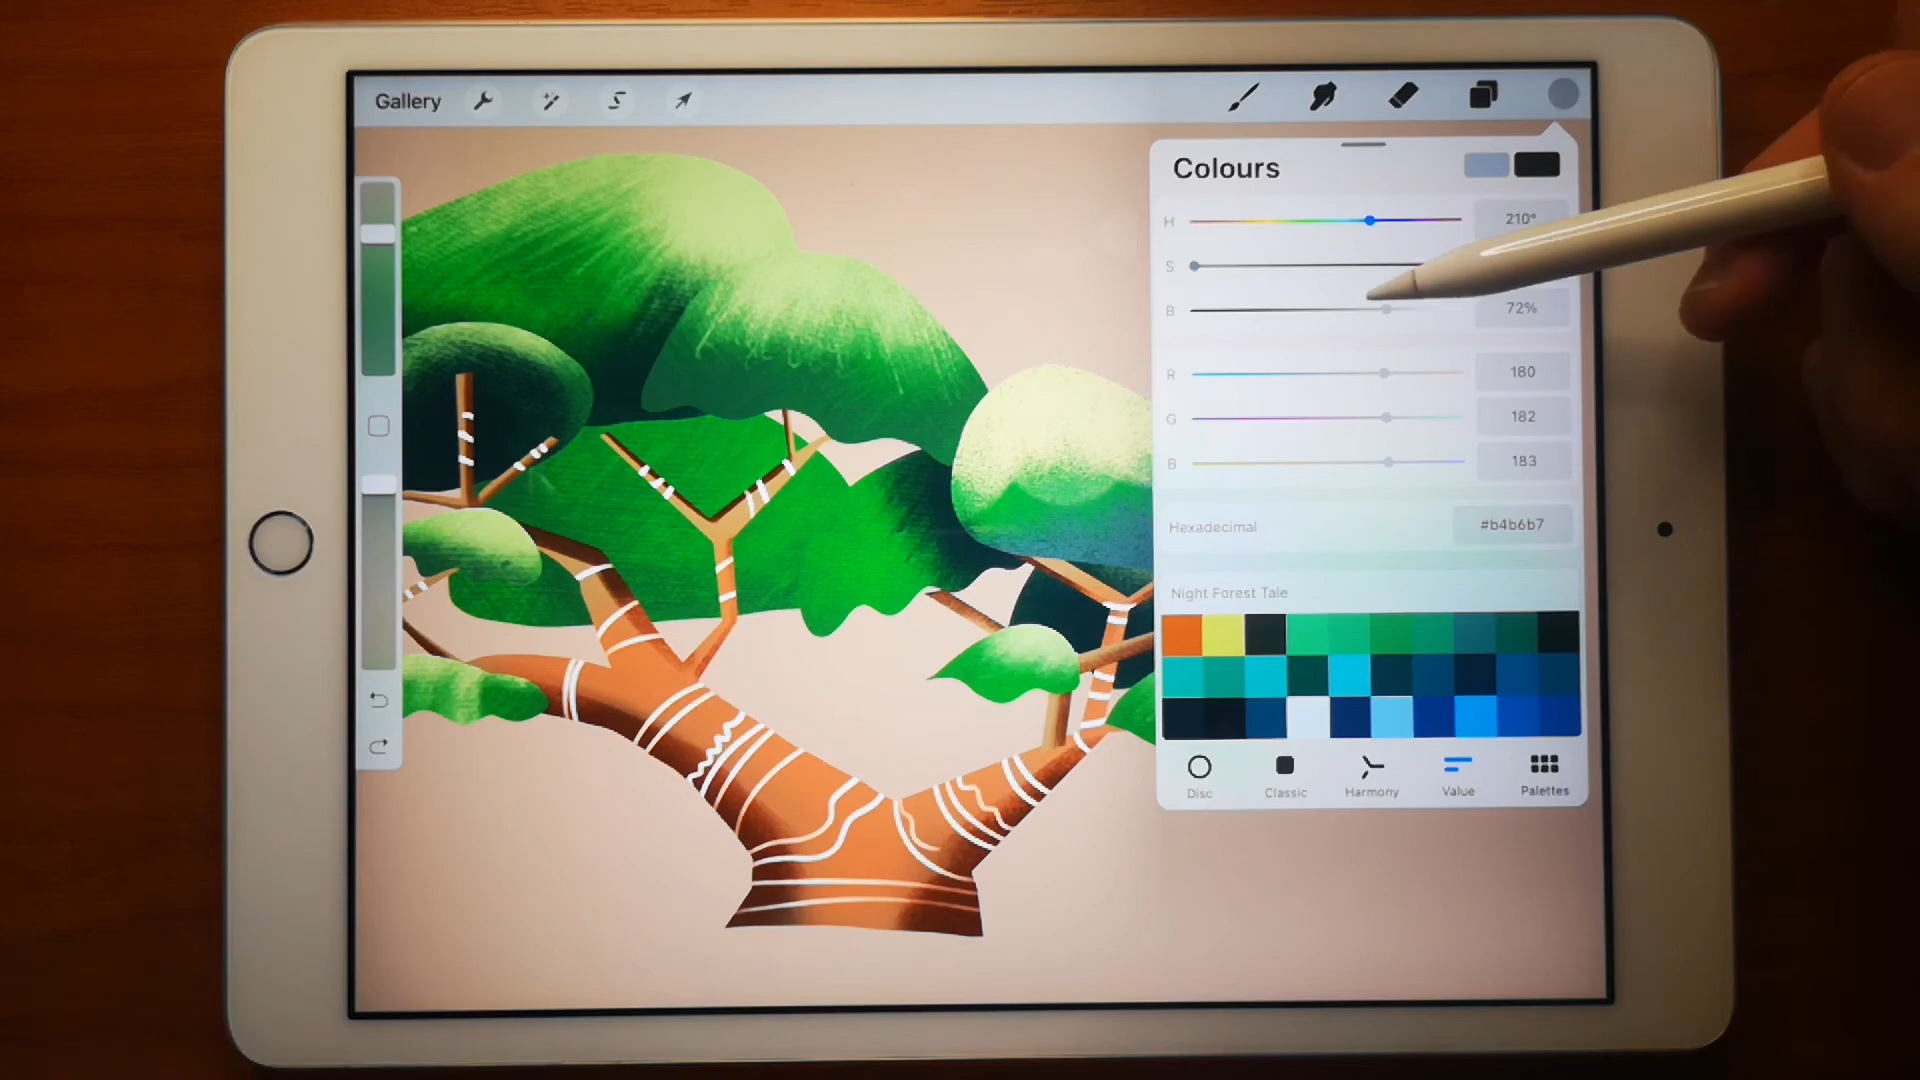 Gallery
Colours
H 210°
S
B 72%
R 180
G 182
B 183
Hexadecimal #b4b6b7
Night Forest Tale
Disc Classic Harmony Value Palettes